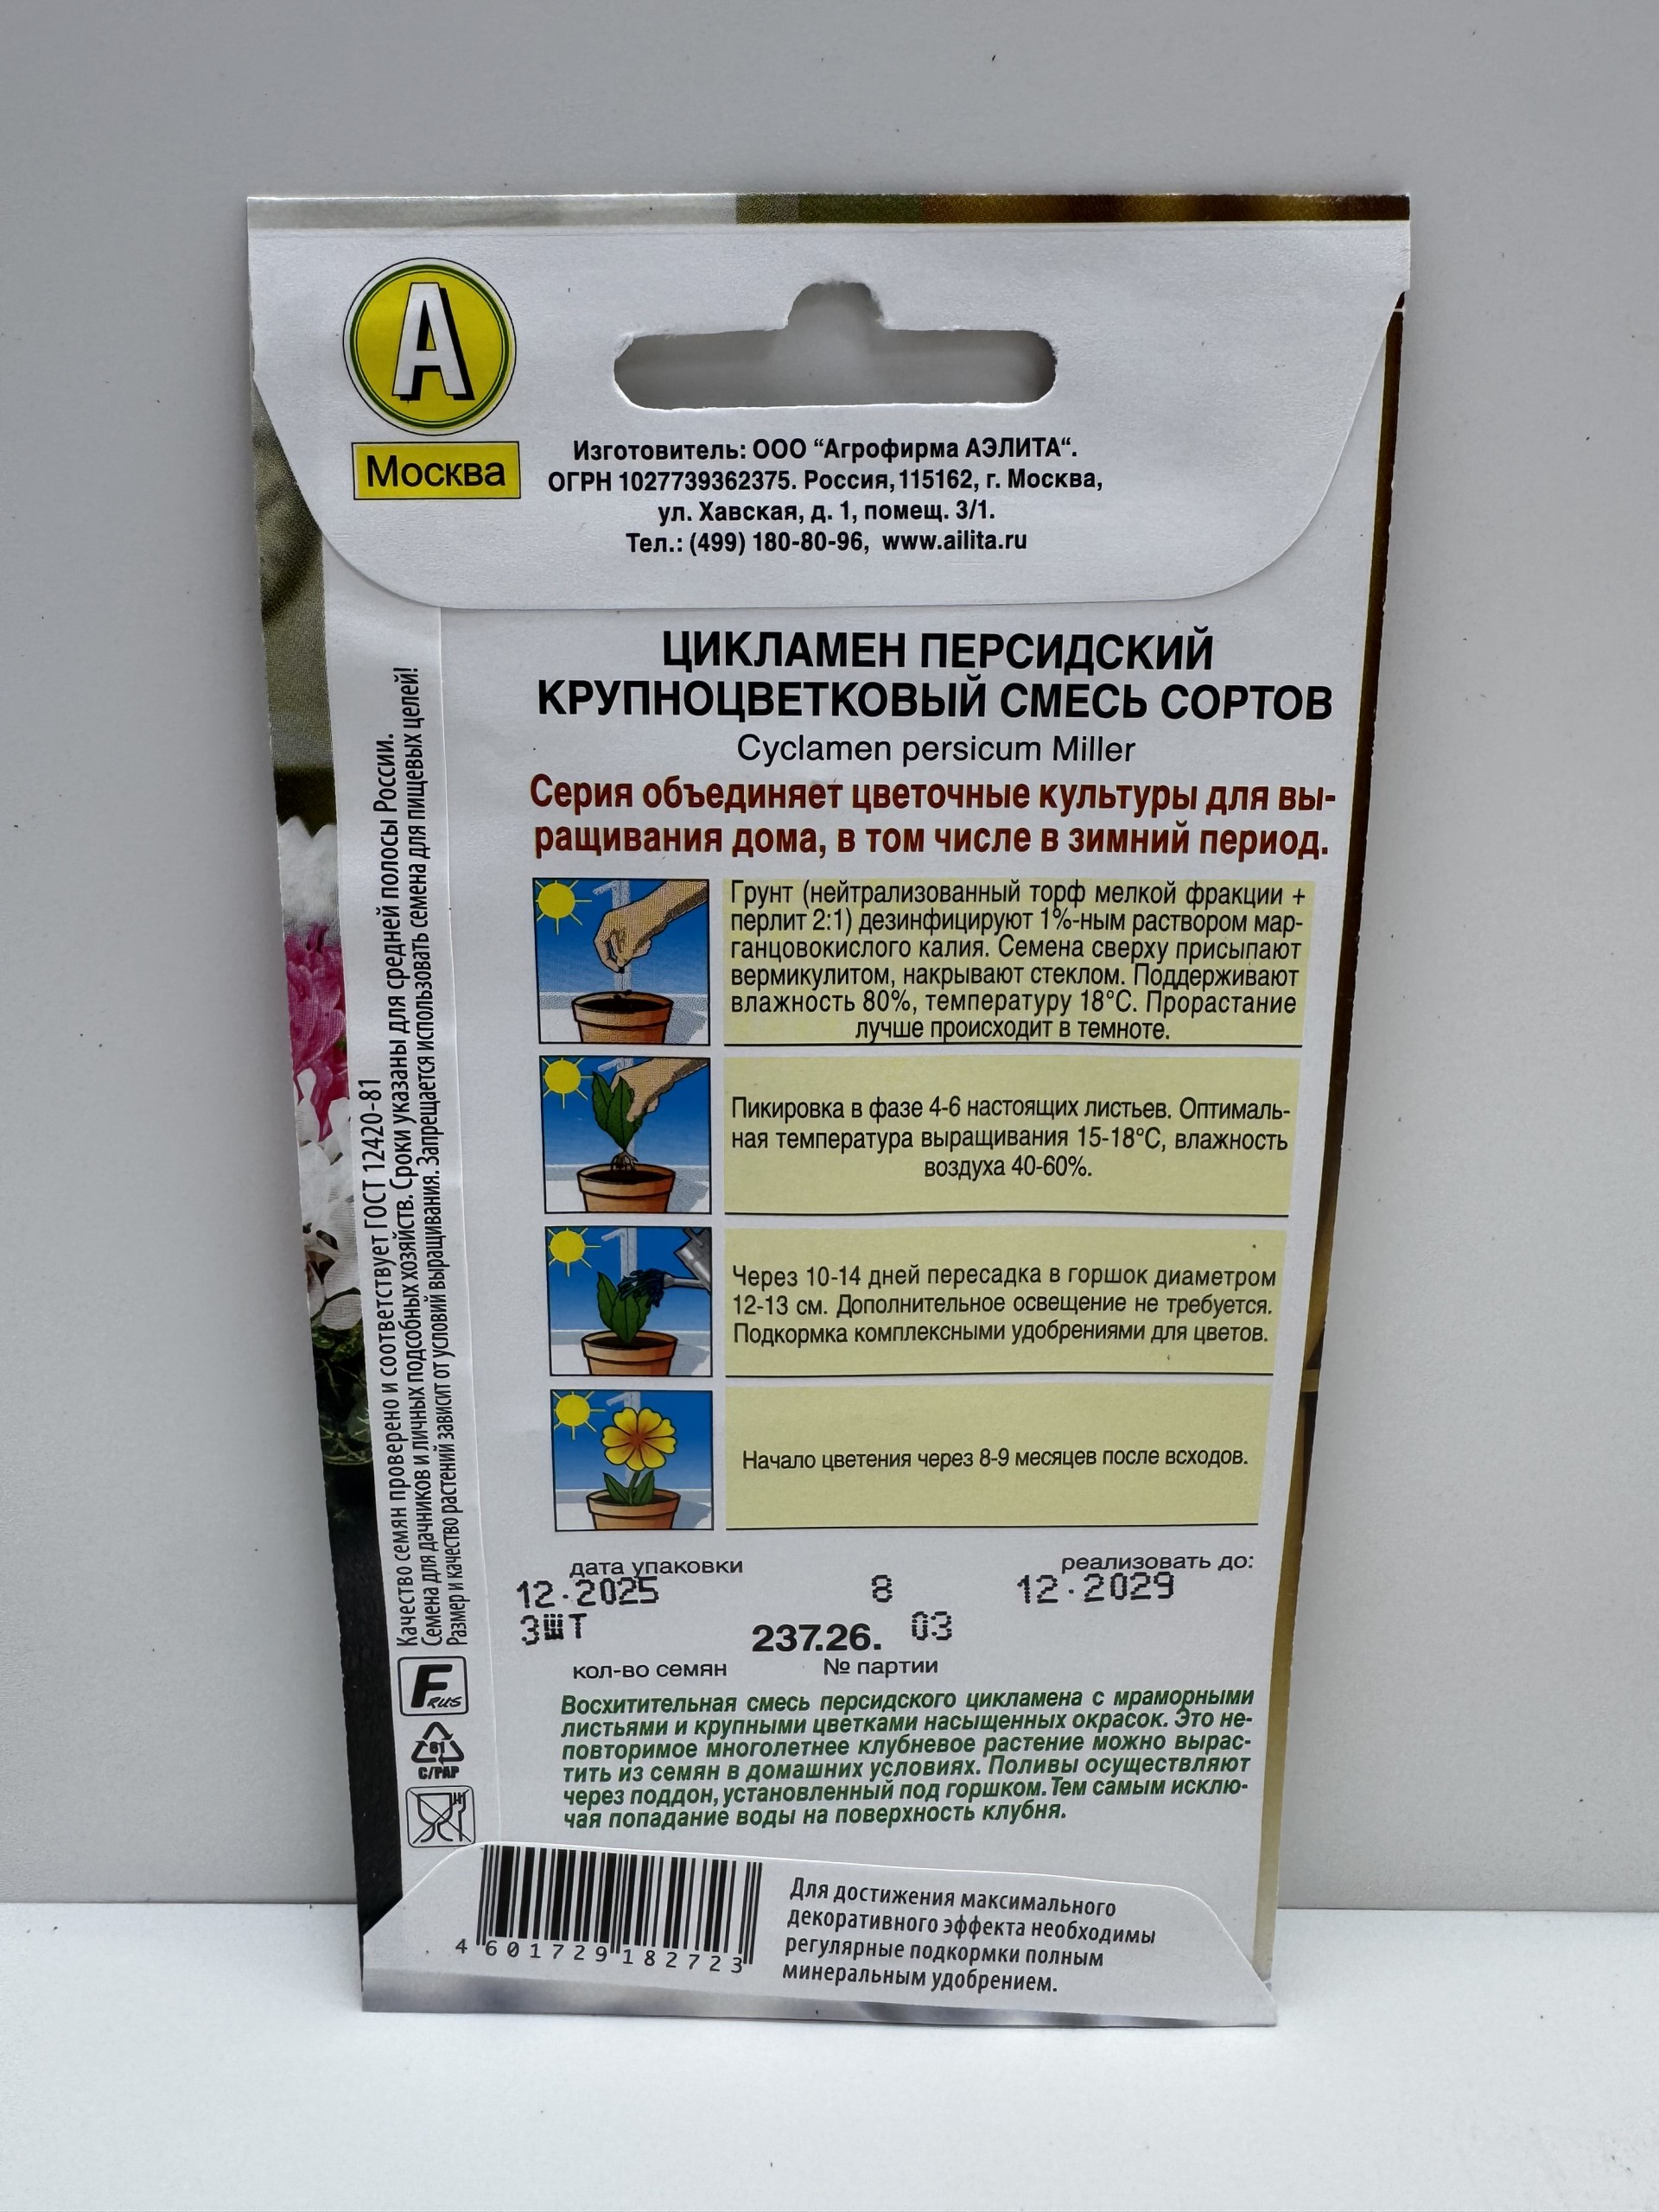 А
Москва
Изготовитель: ООО “Агрофирма АЭЛИТА“.
ОГРН 1027739362375. Россия, 115162, г. Москва,
ул. Хавская, д. 1, помещ. 3/1.
Тел.: (499) 180-80-96, www.ailita.ru
ЦИКЛАМЕН ПЕРСИДСКИЙ
КРУПНОЦВЕТКОВЫЙ СМЕСЬ СОРТОВ
Cyclamen persicum Miller
Серия объединяет цветочные культуры для вы-
ращивания дома, в том числе в зимний период.
Грунт (нейтрализованный торф мелкой фракции +
перлит 2:1) дезинфицируют 1%-ным раствором мар-
ганцовокислого калия. Семена сверху присыпают
вермикулитом, накрывают стеклом. Поддерживают
влажность 80%, температуру 18°С. Прорастание
лучше происходит в темноте.
Пикировка в фазе 4-6 настоящих листьев. Оптималь-
ная температура выращивания 15-18°С, влажность
воздуха 40-60%.
Через 10-14 дней пересадка в горшок диаметром
12-13 см. Дополнительное освещение не требуется.
Подкормка комплексными удобрениями для цветов.
Начало цветения через 8-9 месяцев после всходов.
дата упаковки
реализовать до:
12.2025 8 12.2029
3ШТ 237.26. 03
кол-во семян № партии
Восхитительная смесь персидского цикламена с мраморными
листьями и крупными цветками насыщенных окрасок. Это не-
повторимое многолетнее клубневое растение можно вырас-
тить из семян в домашних условиях. Поливы осуществляют
через поддон, установленный под горшком. Тем самым исклю-
чая попадание воды на поверхность клубня.
Качество семян проверено и соответствует ГОСТ 12420-81
Семена для дачников и личных подсобных хозяйств. Сроки указаны для средней полосы России.
Размер и качество растений зависит от условий выращивания. Запрещается использовать семена для пищевых целей!
F RUS
81
C/PAP
4 601729 182723
Для достижения максимального
декоративного эффекта необходимы
регулярные подкормки полным
минеральным удобрением.